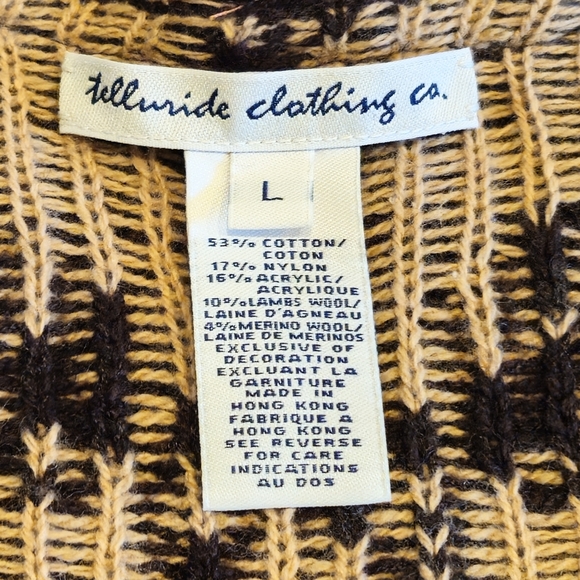 telluride clothing co.
L
53% COTTON/
COTON
17% NYLON
16% ACRYLIC/
ACRYLIQUE
10% LAMBS WOOL/
LAINE D'AGNEAU
4% MERINO WOOL/
LAINE DE MERINOS
EXCLUSIVE OF
DECORATION
EXCLUANT LA
GARNITURE
MADE IN
HONG KONG
FABRIQUE A
HONG KONG
SEE REVERSE
FOR CARE
INDICATIONS
AU DOS